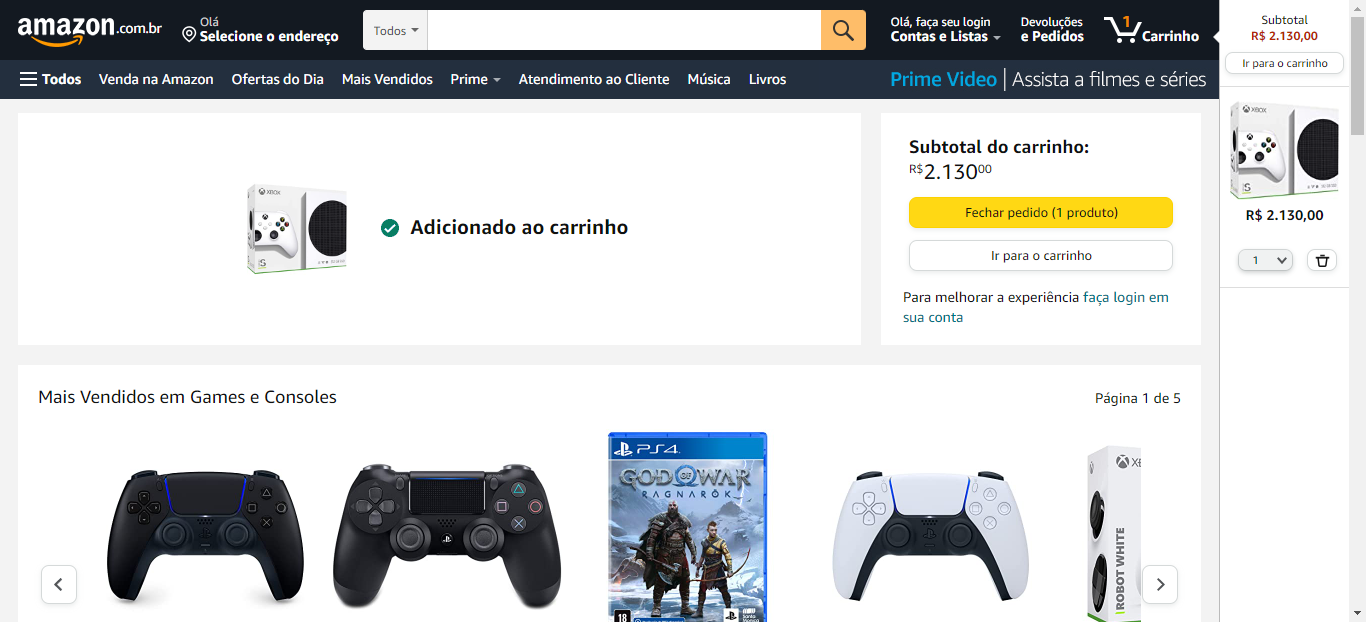 amazon.com.br
Olá
Selecione o endereço
Todos
Olá, faça seu login
Contas e Listas
Devoluções
e Pedidos
1
Carrinho
Subtotal
R$ 2.130,00
Ir para o carrinho
Todos
Venda na Amazon
Ofertas do Dia
Mais Vendidos
Prime
Atendimento ao Cliente
Música
Livros
Prime Video | Assista a filmes e séries
XBOX
S
Adicionado ao carrinho
Subtotal do carrinho:
R$2.13000
Fechar pedido (1 produto)
Ir para o carrinho
Para melhorar a experiência faça login em
sua conta
XBOX
S
R$ 2.130,00
1
Mais Vendidos em Games e Consoles
Página 1 de 5
PS4
GOD OF WAR
RAGNARÖK
18
XB
ROBOT WHITE